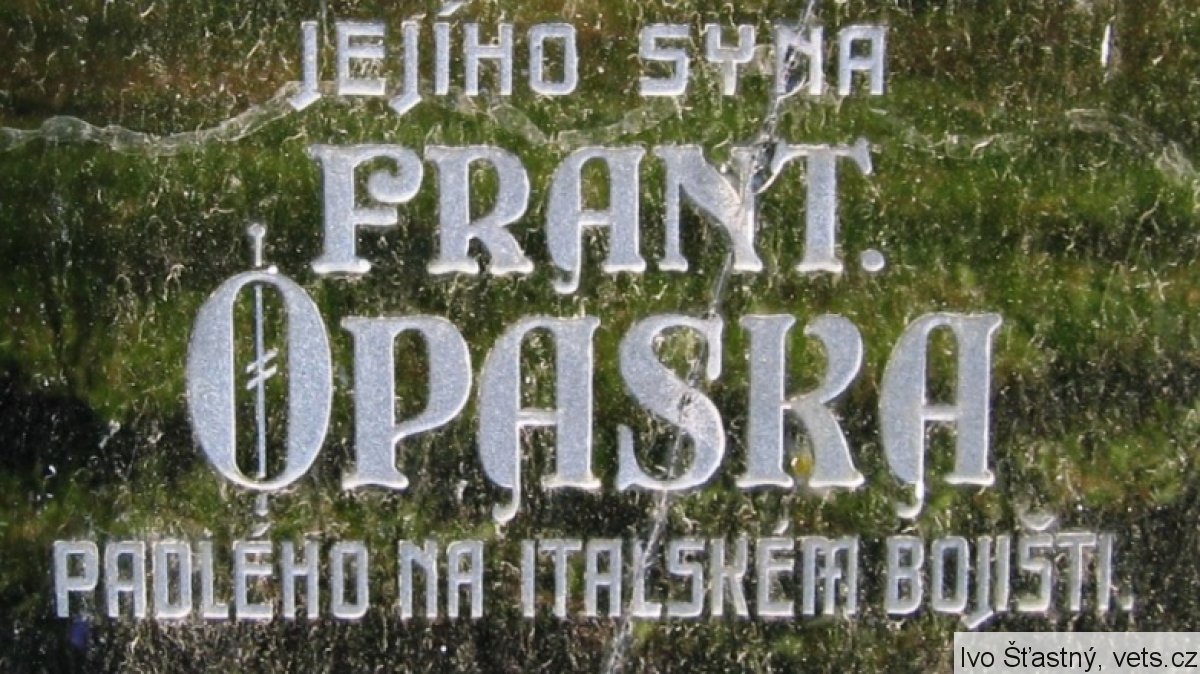 JEJÍHO SYNA
FRANT.
OPASKA
PADLÉHO NA ITALSKÉM BOJIŠTI.
Ivo Šťastný, vets.cz